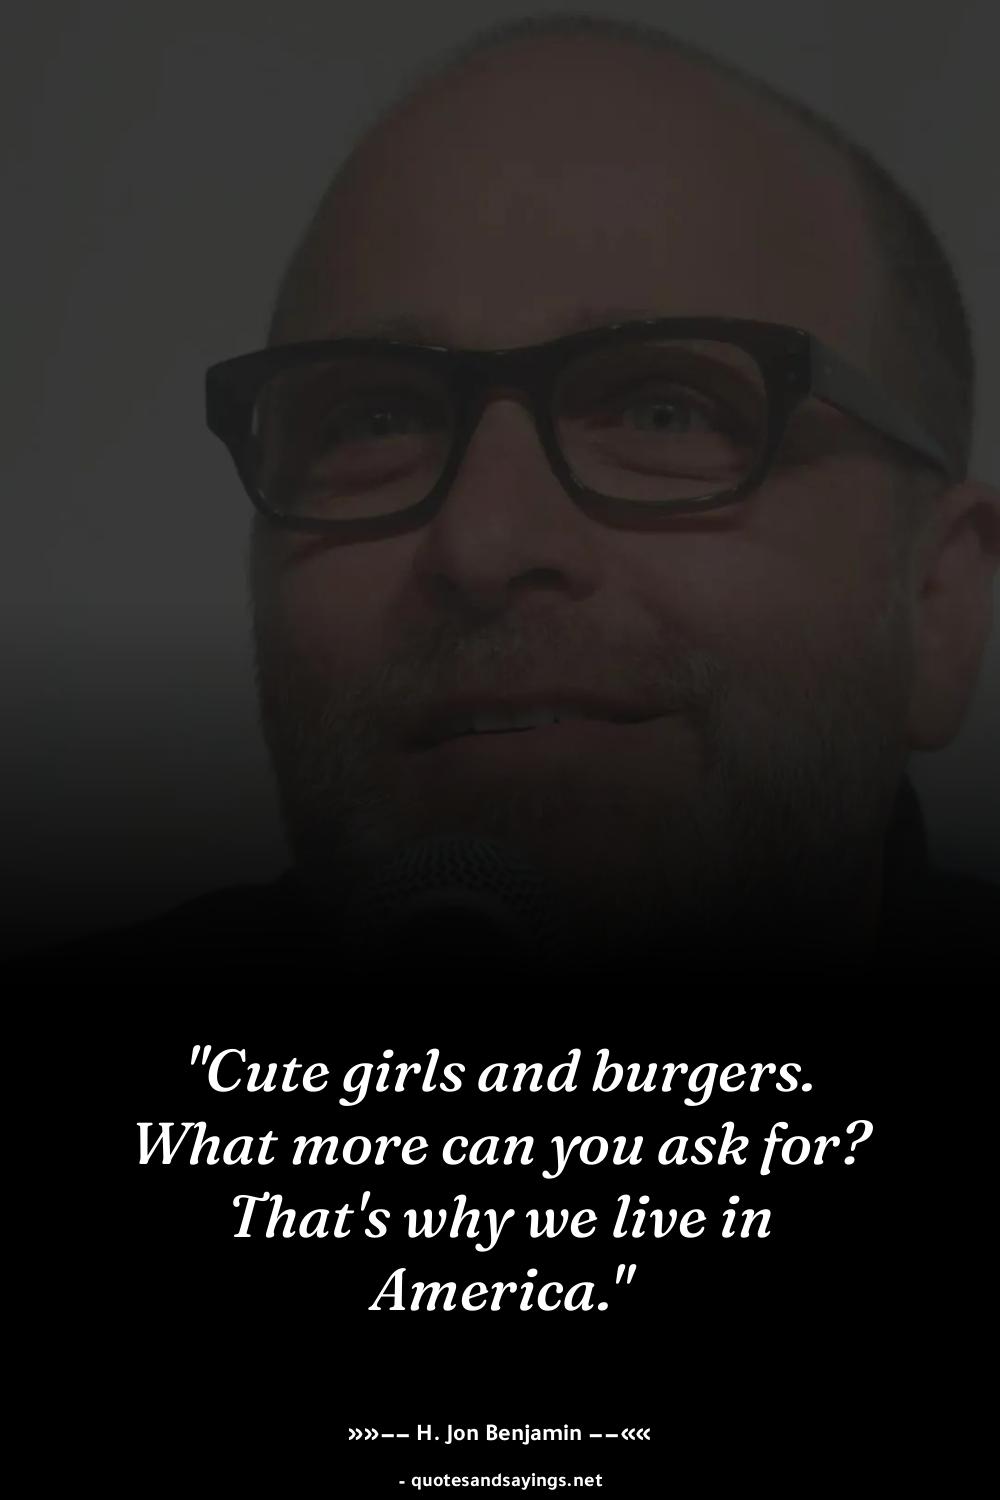 "Cute girls and burgers.
What more can you ask for?
That's why we live in
America."
»»–– H. Jon Benjamin ––««
- quotesandsayings.net